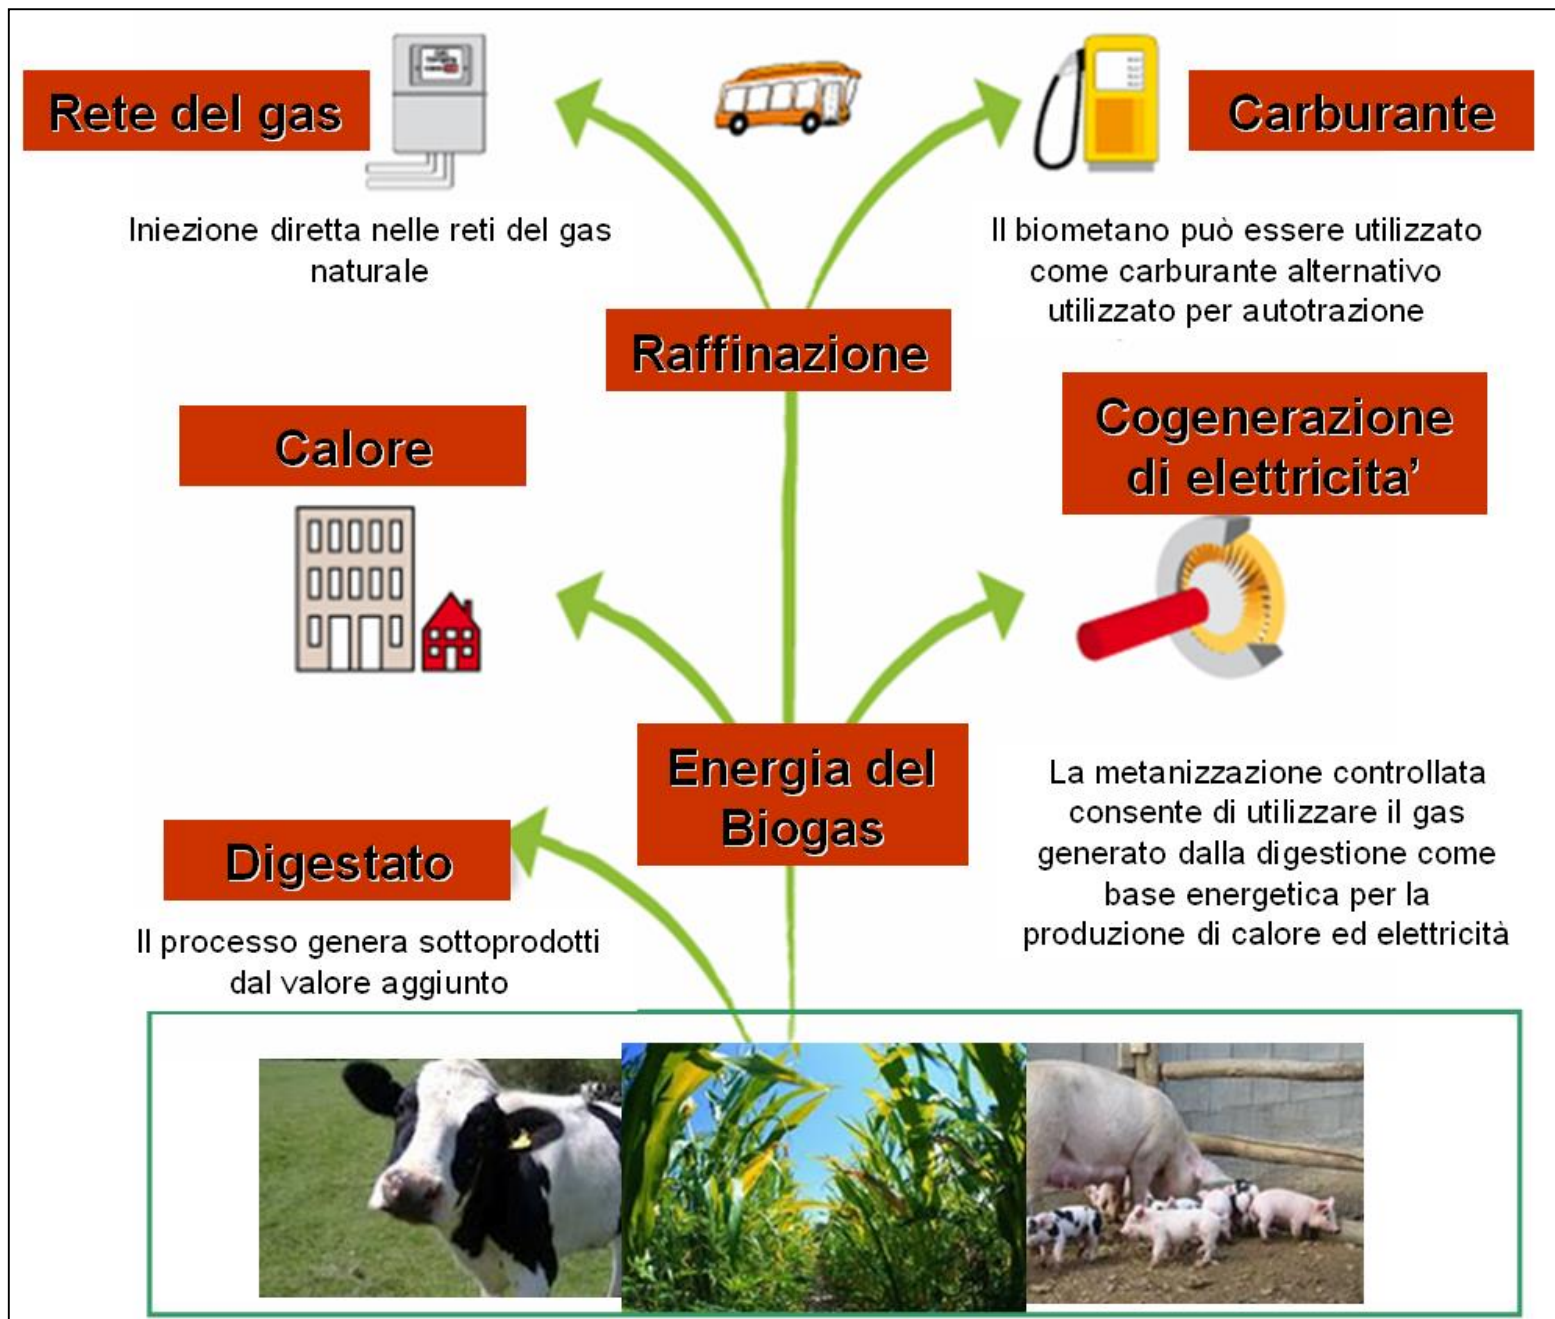 Rete del gas
Carburante
Iniezione diretta nelle reti del gas
naturale
Il biometano può essere utilizzato
come carburante alternativo
utilizzato per autotrazione
Raffinazione
Calore
Cogenerazione
di elettricita’
Energia del
Biogas
La metanizzazione controllata
consente di utilizzare il gas
generato dalla digestione come
base energetica per la
produzione di calore ed elettricità
Digestato
Il processo genera sottoprodotti
dal valore aggiunto